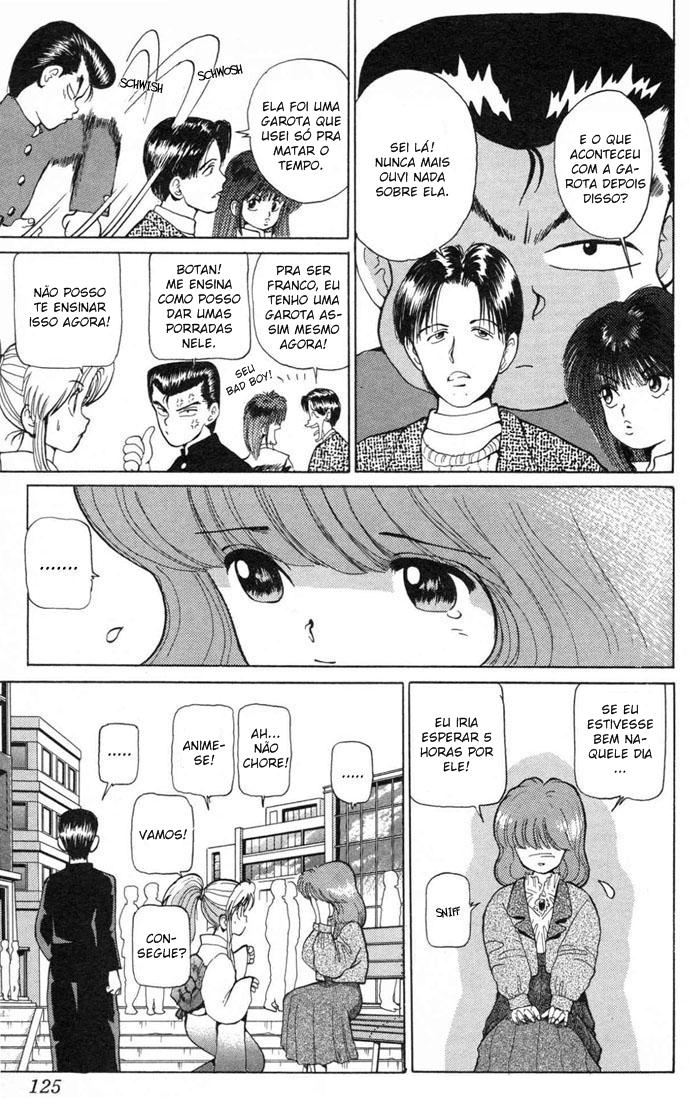 E O QUE
ACONTECEU
COM A GA-
ROTA DEPOIS
DISSO?
SEI LÁ!
NUNCA MAIS
OUVI NADA
SOBRE ELA.
ELA FOI UMA
GAROTA QUE
USEI SÓ PRA
MATAR O
TEMPO.
SCHWOSH
SCHWISH
PRA SER
FRANCO, EU
TENHO UMA
GAROTA AS-
SIM MESMO
AGORA!
SEU
BAD BOY!
BOTAN!
ME ENSINA
COMO POSSO
DAR UMAS
PORRADAS
NELE.
NÃO POSSO
TE ENSINAR
ISSO AGORA!
.......
SE EU
ESTIVESSE
BEM NA-
QUELE DIA
...
EU IRIA
ESPERAR 5
HORAS POR
ELE!
SNIFF
.....
AH...
NÃO
CHORE!
ANIME-
SE!
VAMOS!
CON-
SEGUE?
.....
125